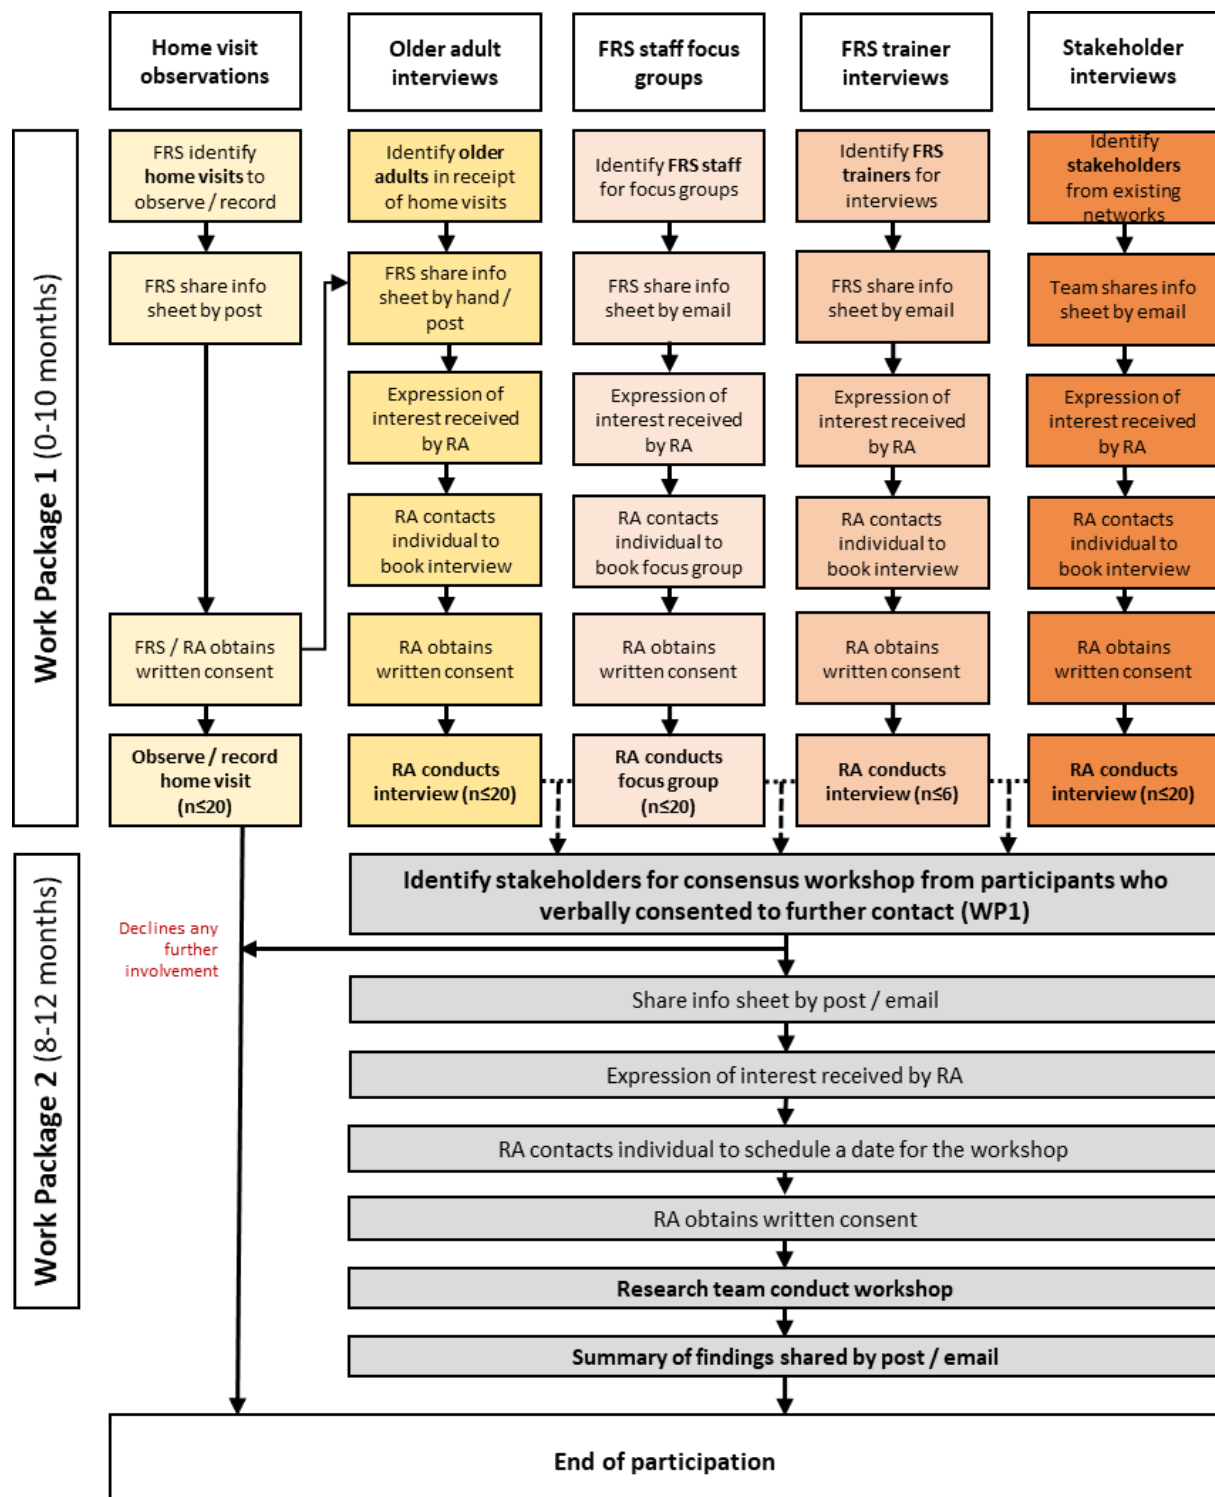 Home visit
observations
Older adult
interviews
FRS staff focus
groups
FRS trainer
interviews
Stakeholder
interviews
Work Package 1 (0-10 months)
FRS identify
home visits to
observe / record
Identify older
adults in receipt
of home visits
Identify FRS staff
for focus groups
Identify FRS
trainers for
interviews
Identify
stakeholders
from existing
networks
FRS share info
sheet by post
FRS share info
sheet by hand /
post
FRS share info
sheet by email
FRS share info
sheet by email
Team shares info
sheet by email
Expression of
interest received
by RA
Expression of
interest received
by RA
Expression of
interest received
by RA
Expression of
interest received
by RA
RA contacts
individual to
book interview
RA contacts
individual to
book focus group
RA contacts
individual to
book interview
RA contacts
individual to
book interview
FRS / RA obtains
written consent
RA obtains
written consent
RA obtains
written consent
RA obtains
written consent
RA obtains
written consent
Observe / record
home visit
(n≤20)
RA conducts
interview (n≤20)
RA conducts
focus group
(n≤20)
RA conducts
interview (n≤6)
RA conducts
interview (n≤20)
Work Package 2 (8-12 months)
Identify stakeholders for consensus workshop from participants who
verbally consented to further contact (WP1)
Declines any
further
involvement
Share info sheet by post / email
Expression of interest received by RA
RA contacts individual to schedule a date for the workshop
RA obtains written consent
Research team conduct workshop
Summary of findings shared by post / email
End of participation